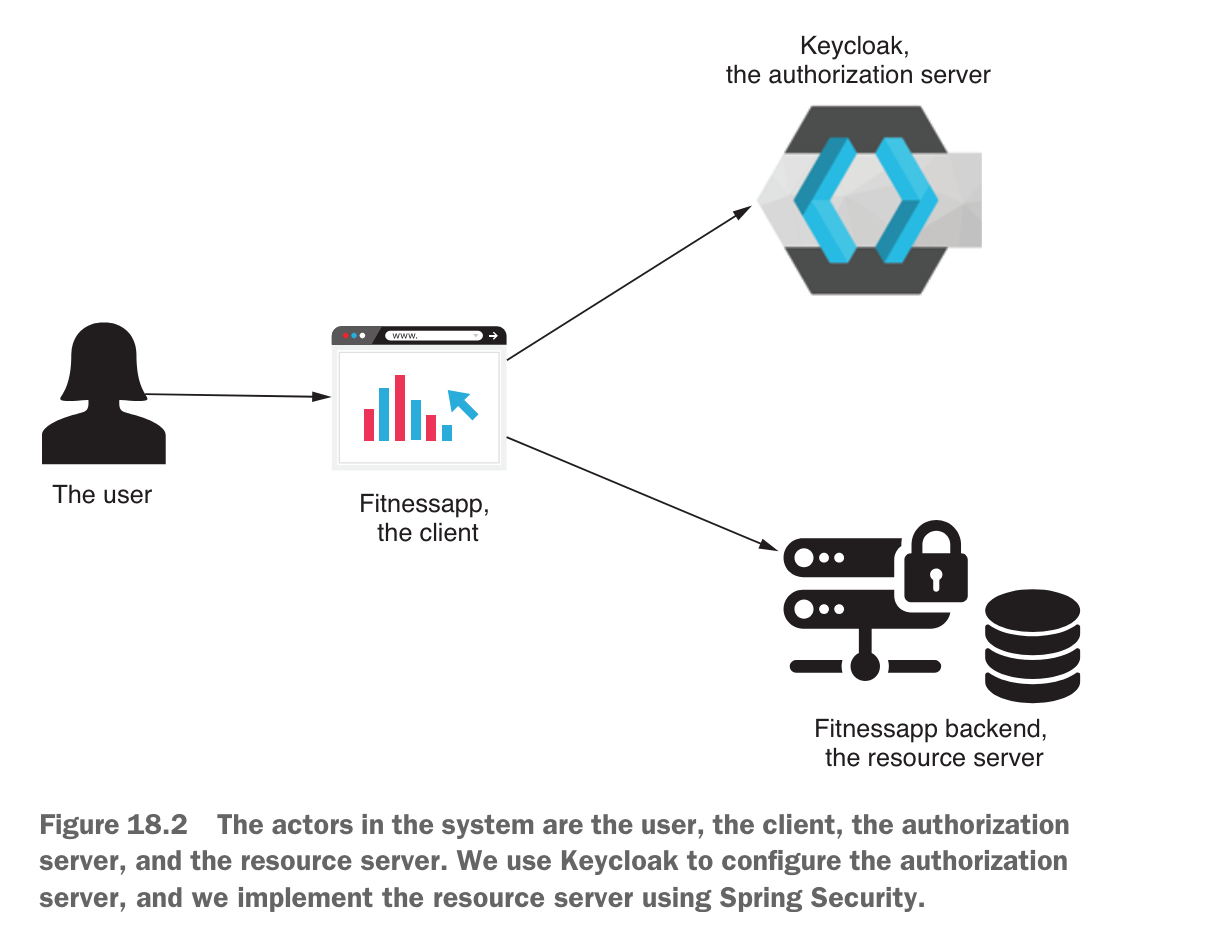 Keycloak,
the authorization server
www.
The user
Fitnessapp,
the client
Fitnessapp backend,
the resource server
Figure 18.2 The actors in the system are the user, the client, the authorization
server, and the resource server. We use Keycloak to configure the authorization
server, and we implement the resource server using Spring Security.